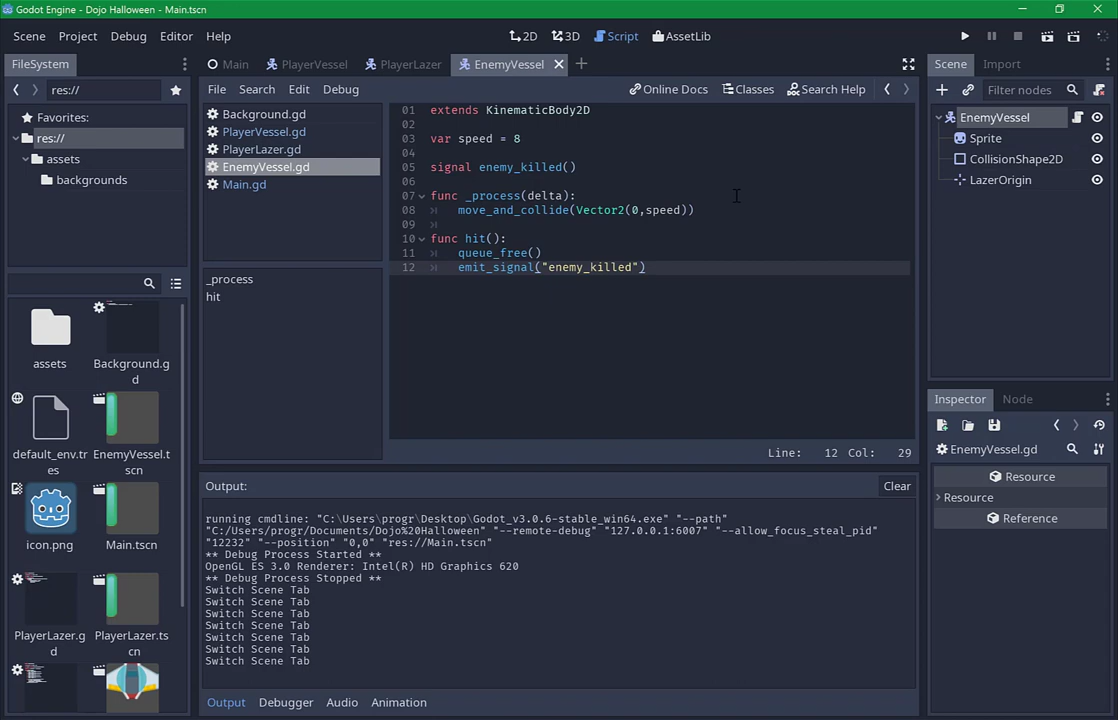 Godot Engine - Dojo Halloween - Main.tscn
Scene Project Debug Editor Help
2D 3D Script AssetLib
FileSystem
Main PlayerVessel PlayerLazer EnemyVessel
Scene Import
res://
File Search Edit Debug
Online Docs Classes Search Help
Filter nodes
Favorites:
res://
assets
backgrounds
Background.gd
PlayerVessel.gd
PlayerLazer.gd
EnemyVessel.gd
Main.gd
_process
hit
01 extends KinematicBody2D
02
03 var speed = 8
04
05 signal enemy_killed()
06
07 func _process(delta):
08 move_and_collide(Vector2(0,speed))
09
10 func hit():
11 queue_free()
12 emit_signal("enemy_killed")
Line: 12 Col: 29
EnemyVessel
Sprite
CollisionShape2D
LazerOrigin
assets
Background.g
d
default_env.t
res
EnemyVessel.t
scn
icon.png
Main.tscn
PlayerLazer.g
d
PlayerLazer.ts
cn
Output:
Clear
running cmdline: "C:\Users\progr\Desktop\Godot_v3.0.6-stable_win64.exe" "--path"
"C:/Users/progr/Documents/Dojo%20Halloween" "--remote-debug" "127.0.0.1:6007" "--allow_focus_steal_pid"
"12232" "--position" "0,0" "res://Main.tscn"
** Debug Process Started **
OpenGL ES 3.0 Renderer: Intel(R) HD Graphics 620
** Debug Process Stopped **
Switch Scene Tab
Switch Scene Tab
Switch Scene Tab
Switch Scene Tab
Switch Scene Tab
Switch Scene Tab
Switch Scene Tab
Output Debugger Audio Animation
Inspector Node
EnemyVessel.gd
Resource
Resource
Reference